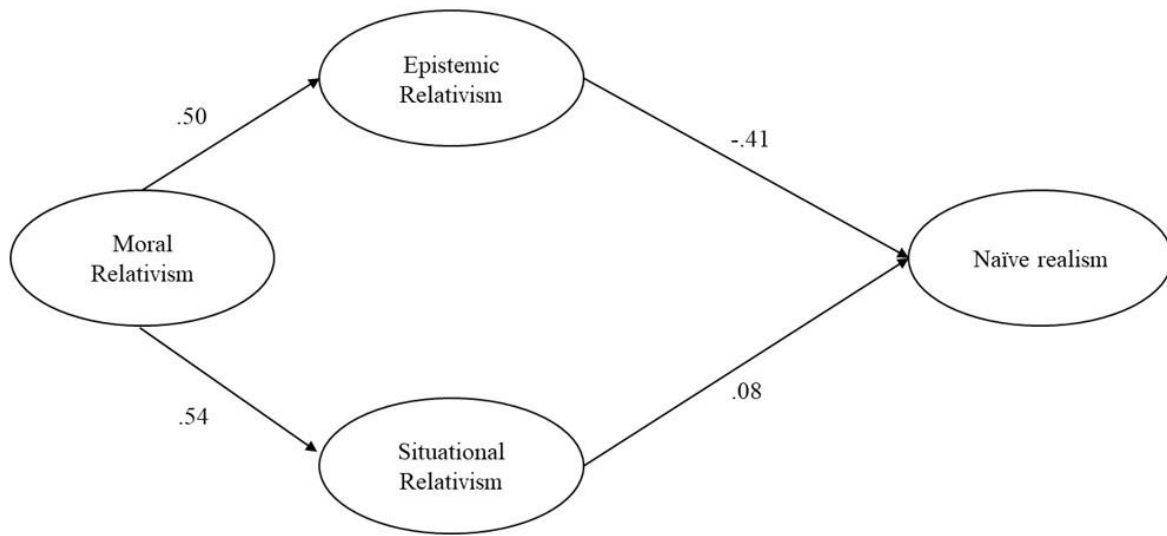 Epistemic
Relativism
.50
-.41
Moral
Relativism
Naïve realism
.54
.08
Situational
Relativism